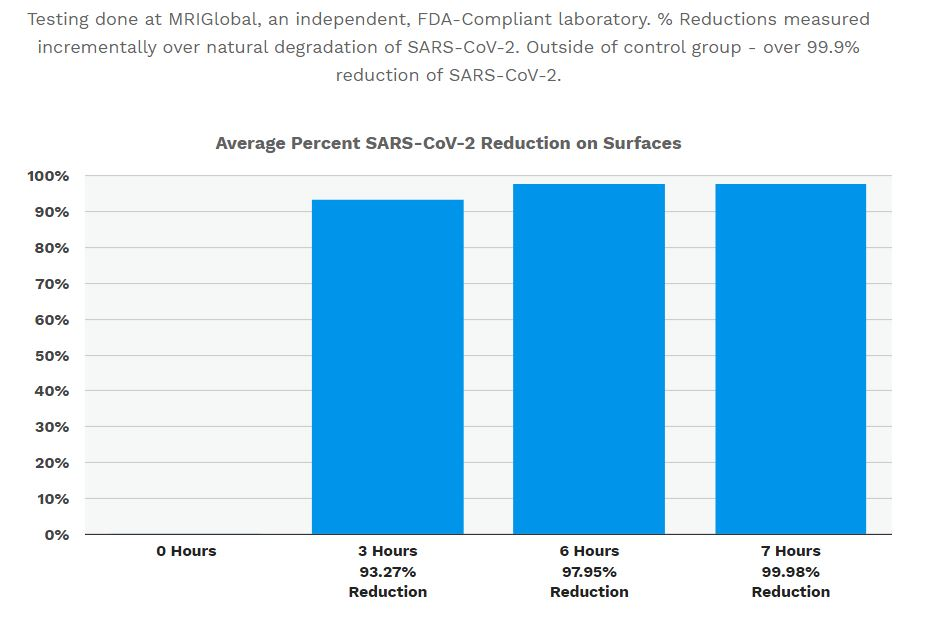 Testing done at MRIGlobal, an independent, FDA-Compliant laboratory. % Reductions measured
incrementally over natural degradation of SARS-CoV-2. Outside of control group - over 99.9%
reduction of SARS-CoV-2.
Average Percent SARS-CoV-2 Reduction on Surfaces
100%
90%
80%
70%
60%
50%
40%
30%
20%
10%
0%
0 Hours
3 Hours
93.27%
Reduction
6 Hours
97.95%
Reduction
7 Hours
99.98%
Reduction